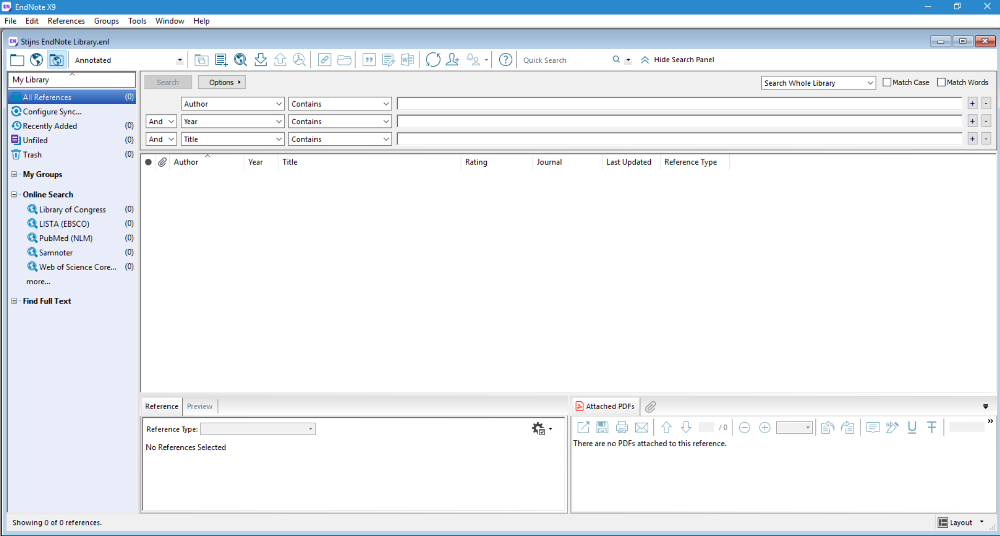 EN EndNote X9
File Edit References Groups Tools Window Help
EN Stijns EndNote Library.enl
Annotated Quick Search Hide Search Panel
My Library
All References (0)
Configure Sync...
Recently Added (0)
Unfiled (0)
Trash (0)
My Groups
Online Search
Library of Congress (0)
LISTA (EBSCO) (0)
PubMed (NLM) (0)
Samnoter (0)
Web of Science Core... (0)
more...
Find Full Text
Search Options Search Whole Library Match Case Match Words
Author Contains + -
And Year Contains + -
And Title Contains + -
Author Year Title Rating Journal Last Updated Reference Type
Reference Preview
Reference Type:
No References Selected
Attached PDFs
/ 0
There are no PDFs attached to this reference.
Showing 0 of 0 references.
Layout